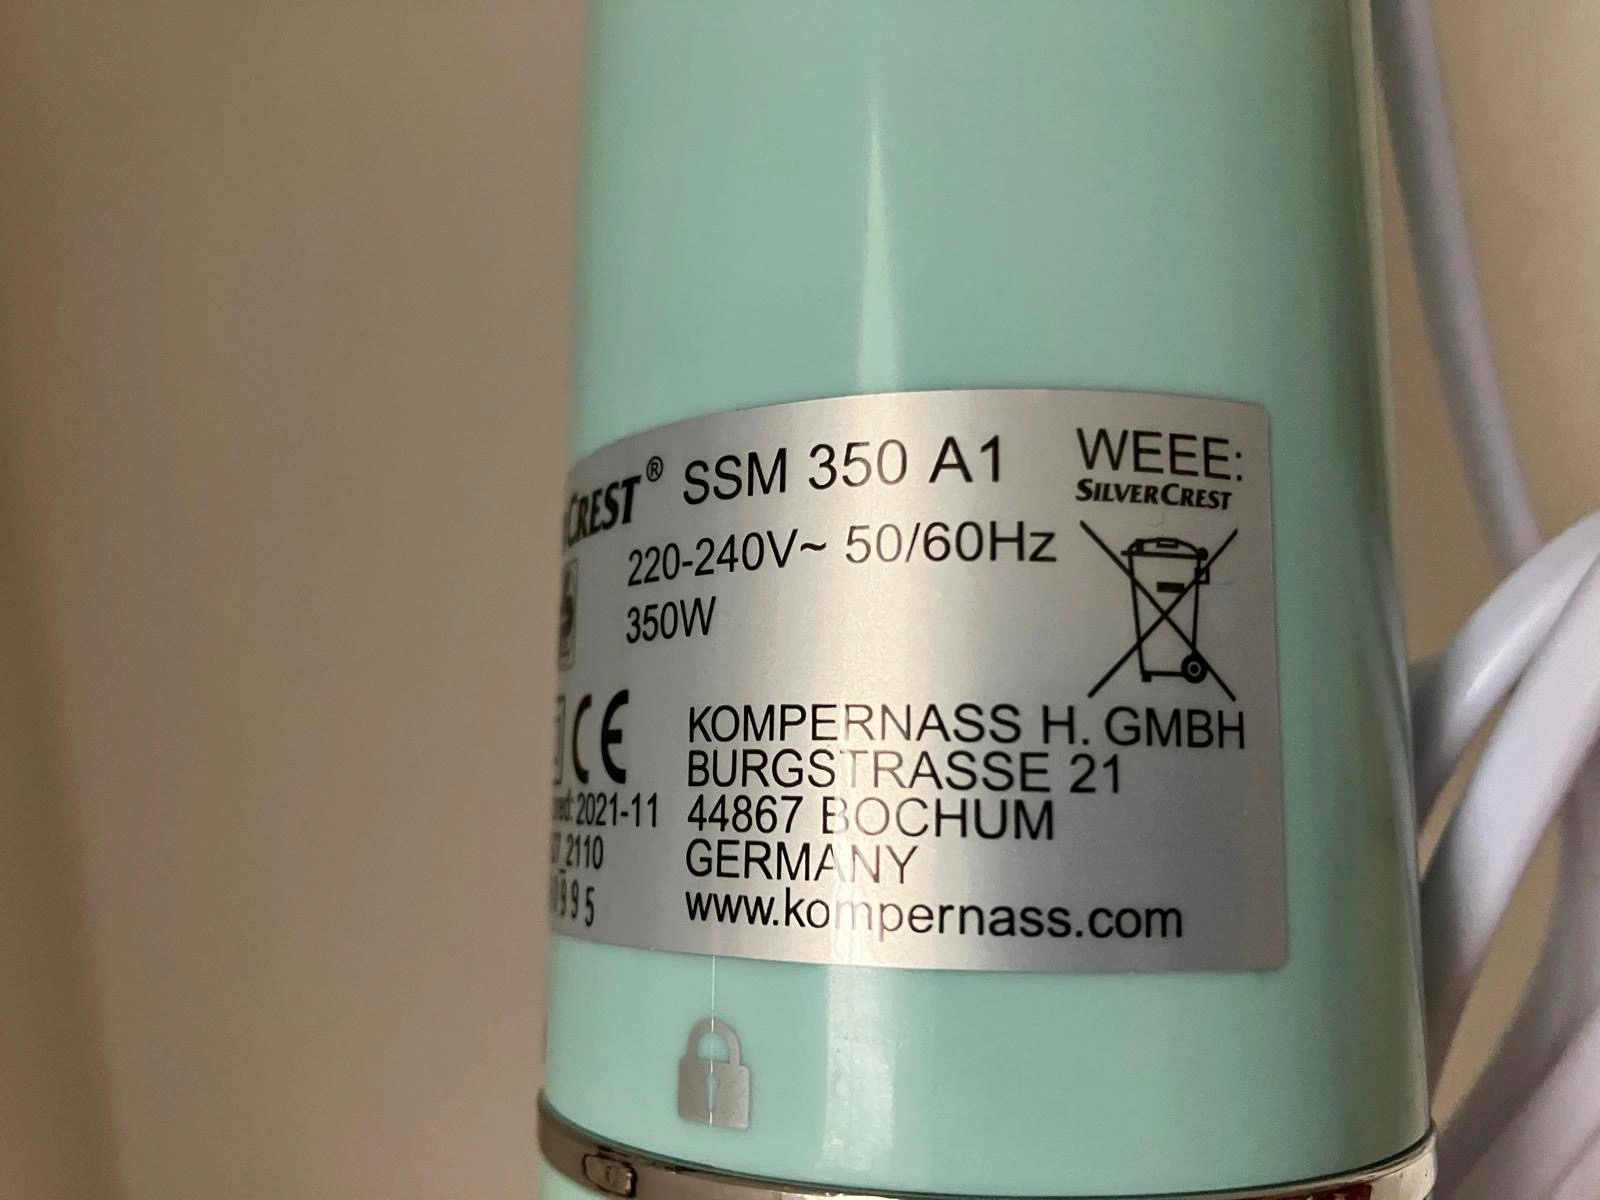 CREST® SSM 350 A1
220-240V~ 50/60Hz
350W
WEEE:
SILVERCREST
CE
2021-11
2110
KOMPERNASS H. GMBH
BURGSTRASSE 21
44867 BOCHUM
GERMANY
www.kompernass.com